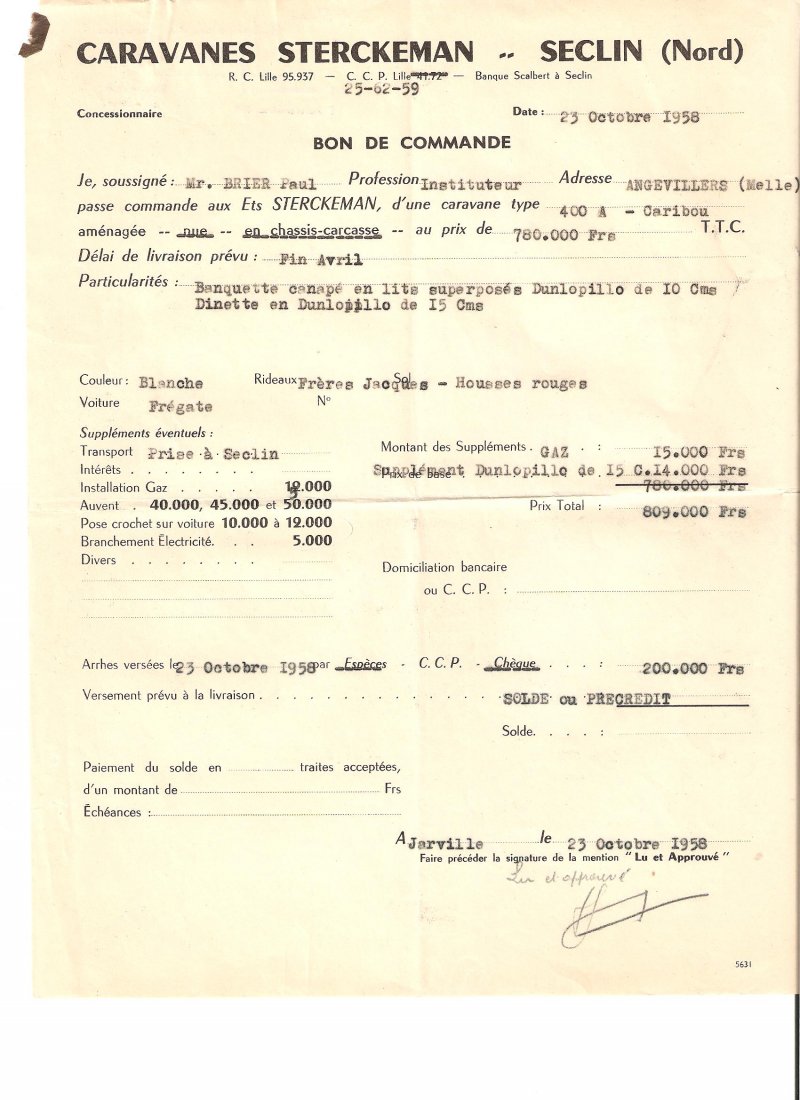 CARAVANES STERCKEMAN -- SECLIN (Nord)
R. C. Lille 95.937 — C. C. P. Lille 41.72 — Banque Scalbert à Seclin
25-62-59
Concessionnaire Date : 23 Octobre 1958
BON DE COMMANDE
Je, soussigné : Mr. BRIER Paul Profession Instituteur Adresse ANGEVILLERS (Melle)
passe commande aux Ets STERCKEMAN, d'une caravane type 400 A - Caribou
aménagée -- nue -- en chassis-carcasse -- au prix de 780.000 Frs T.T.C.
Délai de livraison prévu : Fin Avril
Particularités : Banquette canapé en lits superposés Dunlopillo de 10 Cms
Dinette en Dunlopillo de 15 Cms
Couleur : Blanche Rideaux Frères Jacques Sol - Housses rouges
Voiture Frégate N°
Suppléments éventuels :
Transport Prise à Seclin Montant des Suppléments . GAZ . : 15.000 Frs
Intérêts . . . . . . . Supplément Dunlopillo de 15 C. 14.000 Frs
Prix de base 780.000 Frs
Installation Gaz . . . . . 15.000
Auvent . 40.000, 45.000 et 50.000 Prix Total : 809.000 Frs
Pose crochet sur voiture 10.000 à 12.000
Branchement Électricité. . . 5.000
Divers . . . . . . . .
Domiciliation bancaire
ou C. C. P. :
Arrhes versées le 23 Octobre 1958 par Espèces - C. C. P. - Chèque . . . : 200.000 Frs
Versement prévu à la livraison . . . . . . . . . . SOLDE ou PRECREDIT
Solde. . . . :
Paiement du solde en traites acceptées,
d'un montant de Frs
Échéances :
A Jarville le 23 Octobre 1958
Faire précéder la signature de la mention "Lu et Approuvé"
Lu et approuvé
5631